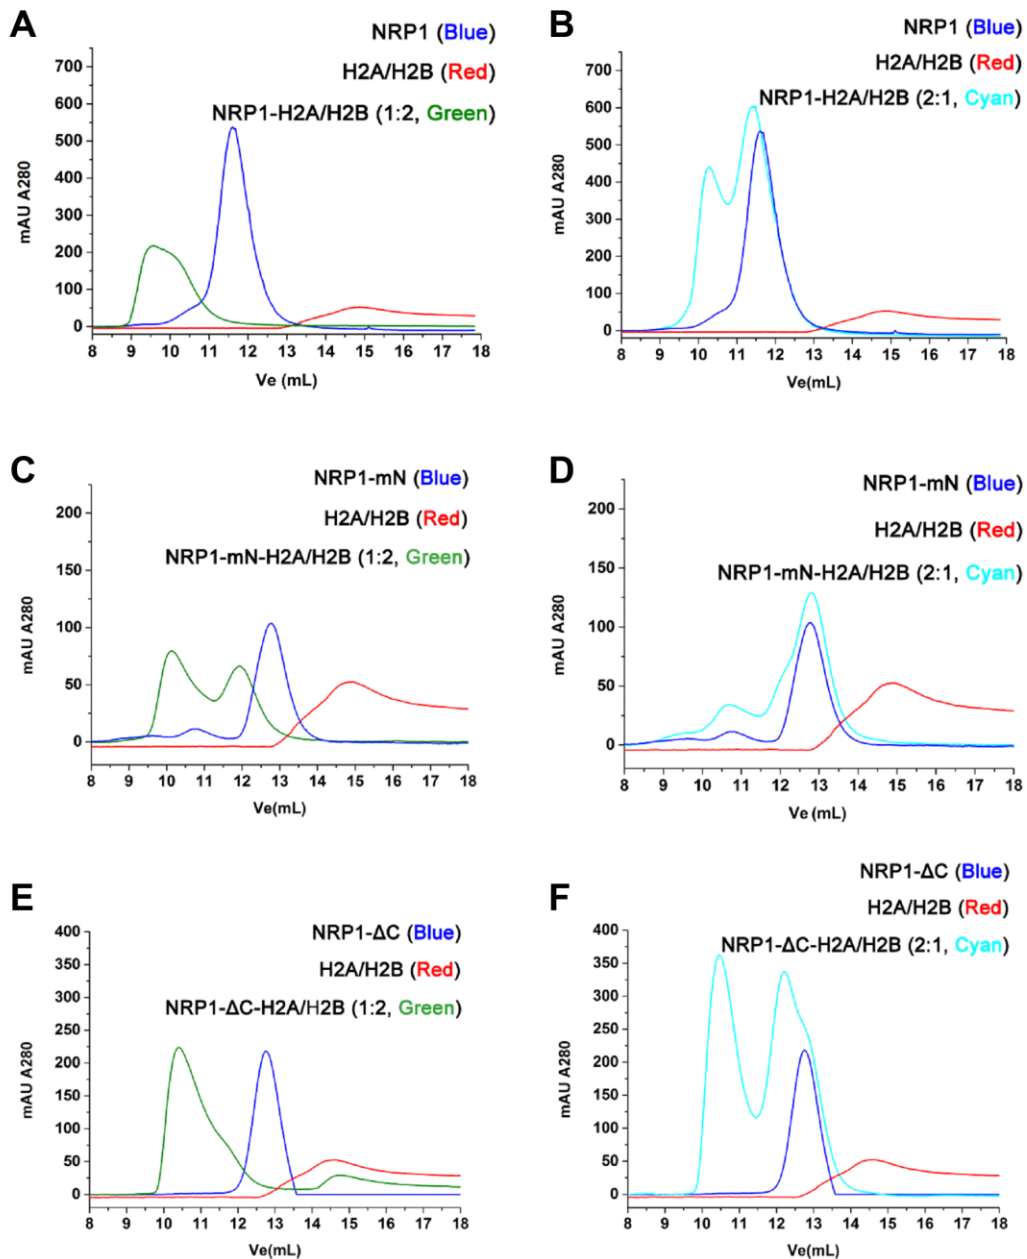 A
NRP1 (Blue)
H2A/H2B (Red)
NRP1-H2A/H2B (1:2, Green)
700
600
500
400
300
200
100
0
mAU A280
8 9 10 11 12 13 14 15 16 17 18
Ve (mL)
B
NRP1 (Blue)
H2A/H2B (Red)
NRP1-H2A/H2B (2:1, Cyan)
700
600
500
400
300
200
100
0
mAU A280
8 9 10 11 12 13 14 15 16 17 18
Ve(mL)
C
NRP1-mN (Blue)
H2A/H2B (Red)
NRP1-mN-H2A/H2B (1:2, Green)
200
150
100
50
0
mAU A280
8 9 10 11 12 13 14 15 16 17 18
Ve(mL)
D
NRP1-mN (Blue)
H2A/H2B (Red)
NRP1-mN-H2A/H2B (2:1, Cyan)
200
150
100
50
0
mAU A280
8 9 10 11 12 13 14 15 16 17 18
Ve (mL)
E
NRP1-ΔC (Blue)
H2A/H2B (Red)
NRP1-ΔC-H2A/H2B (1:2, Green)
400
350
300
250
200
150
100
50
0
mAU A280
8 9 10 11 12 13 14 15 16 17 18
Ve(mL)
F
NRP1-ΔC (Blue)
H2A/H2B (Red)
NRP1-ΔC-H2A/H2B (2:1, Cyan)
400
350
300
250
200
150
100
50
0
mAU A280
8 9 10 11 12 13 14 15 16 17 18
Ve(mL)